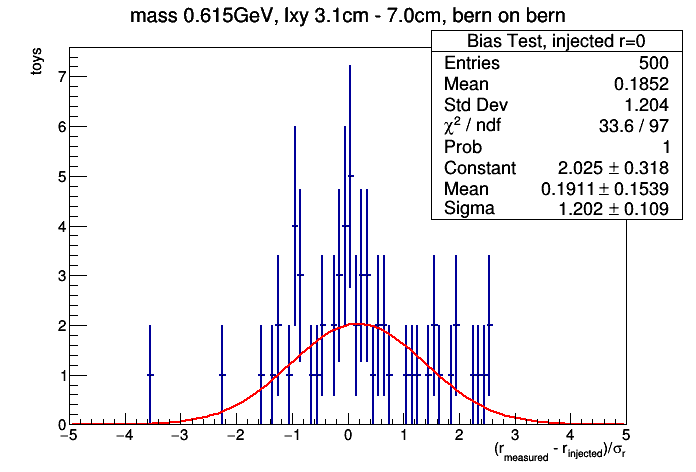 mass 0.615GeV, lxy 3.1cm - 7.0cm, bern on bern
Bias Test, injected r=0
Entries 500
Mean 0.1852
Std Dev 1.204
χ² / ndf 33.6 / 97
Prob 1
Constant 2.025 ± 0.318
Mean 0.1911 ± 0.1539
Sigma 1.202 ± 0.109
toys
7
6
5
4
3
2
1
0
−5 −4 −3 −2 −1 0 1 2 3 4 5
(r_measured - r_injected)/σ_r